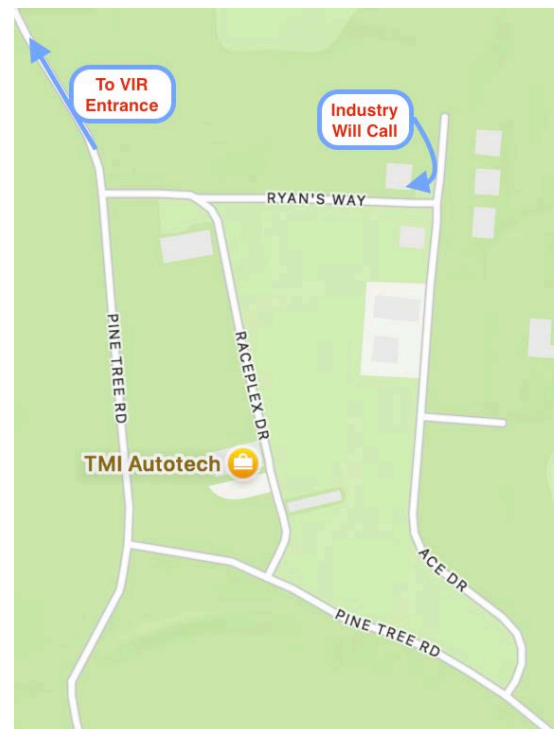 To VIR
Entrance
Industry
Will Call
RYAN'S WAY
PINE TREE RD
RACEPLEX DR
TMI Autotech
ACE DR
PINE TREE RD